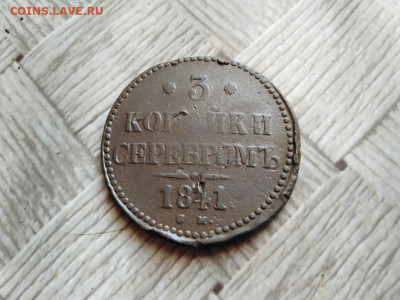 COINS.LAVE.RU
* 3 *
КОПѢЙКИ
СЕРЕБРОМЪ
1841.
С.М.